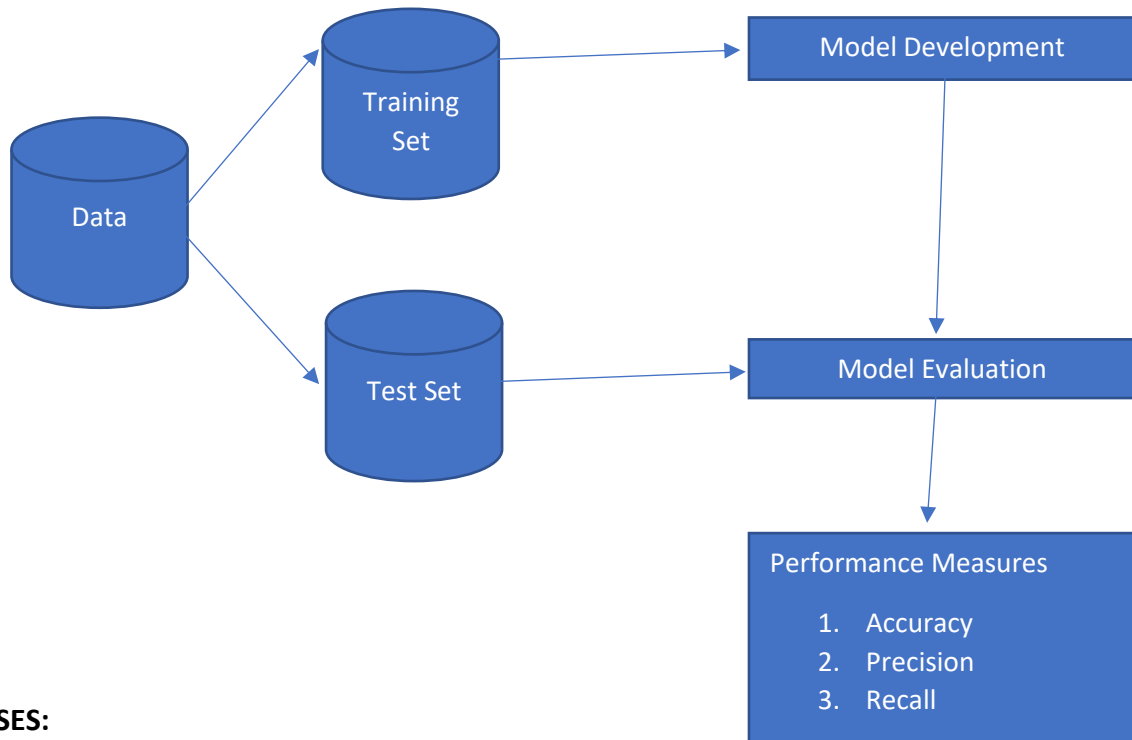 Model Development
Training
Set
Data
Model Evaluation
Test Set
Performance Measures
1. Accuracy
2. Precision
3. Recall
SES: